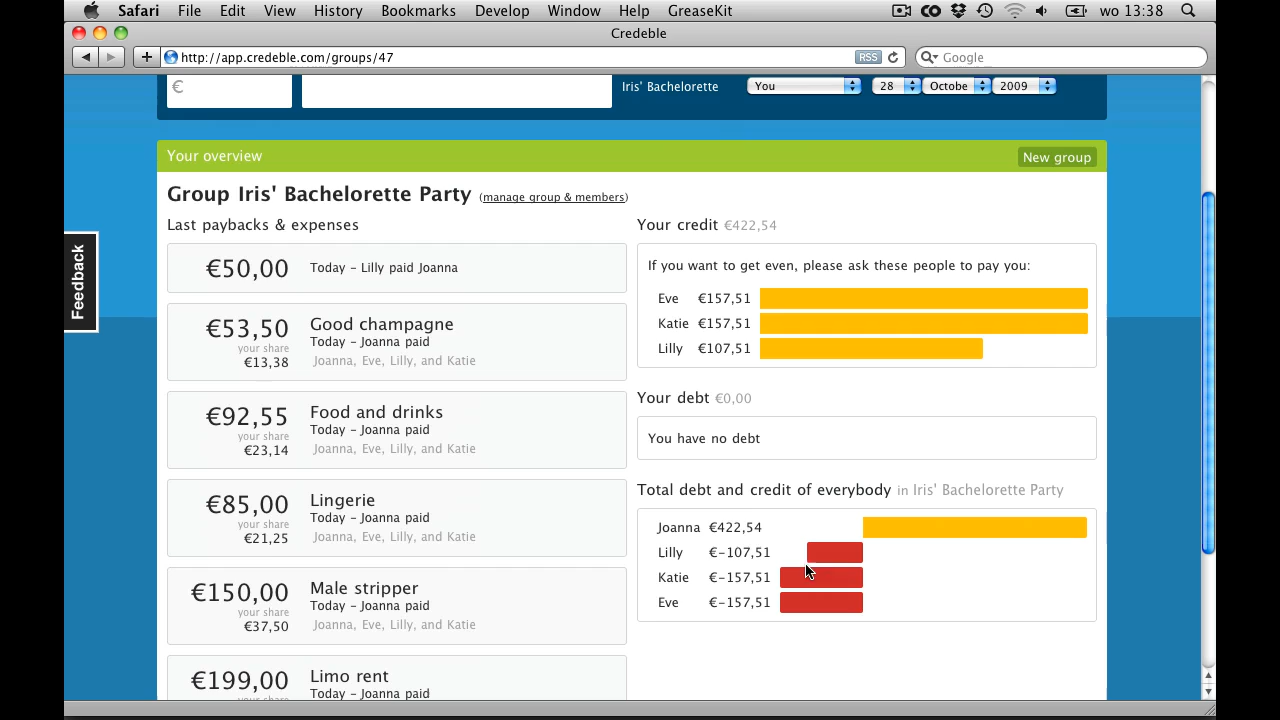 Safari File Edit View History Bookmarks Develop Window Help GreaseKit wo 13:38
Credeble
http://app.credeble.com/groups/47 RSS Google
€ Iris' Bachelorette You 28 Octobe 2009
Your overview New group
Group Iris' Bachelorette Party (manage group & members)
Last paybacks & expenses
€50,00 Today – Lilly paid Joanna
€53,50 Good champagne
Today – Joanna paid
your share
€13,38 Joanna, Eve, Lilly, and Katie
€92,55 Food and drinks
Today – Joanna paid
your share
€23,14 Joanna, Eve, Lilly, and Katie
€85,00 Lingerie
Today – Joanna paid
your share
€21,25 Joanna, Eve, Lilly, and Katie
€150,00 Male stripper
Today – Joanna paid
your share
€37,50 Joanna, Eve, Lilly, and Katie
€199,00 Limo rent
Today – Joanna paid
your share
Your credit €422,54
If you want to get even, please ask these people to pay you:
Eve €157,51
Katie €157,51
Lilly €107,51
Your debt €0,00
You have no debt
Total debt and credit of everybody in Iris' Bachelorette Party
Joanna €422,54
Lilly €-107,51
Katie €-157,51
Eve €-157,51
Feedback